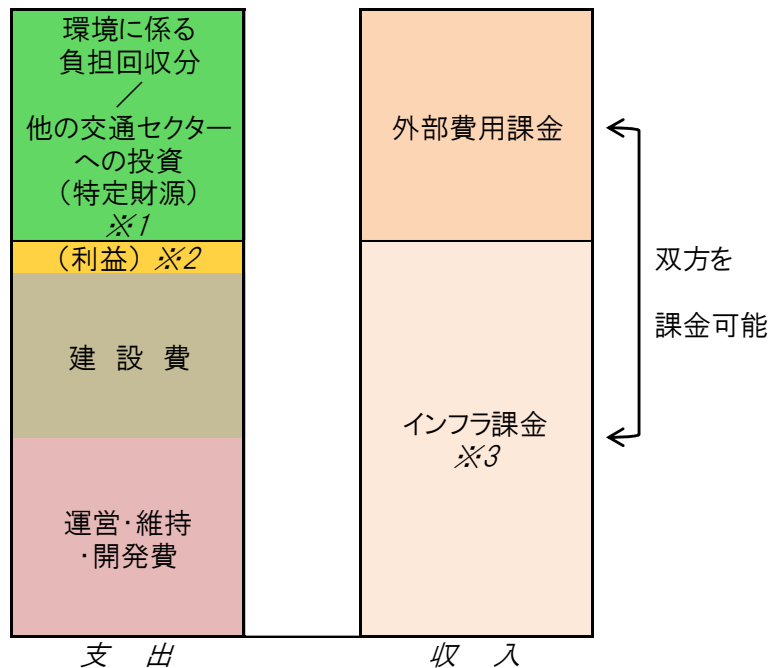 環境に係る
負担回収分
／
他の交通セクター
への投資
（特定財源）
※1
（利益）※2
建 設 費
運営・維持
・開発費
支 出
外部費用課金
インフラ課金
※3
収 入
双方を
課金可能